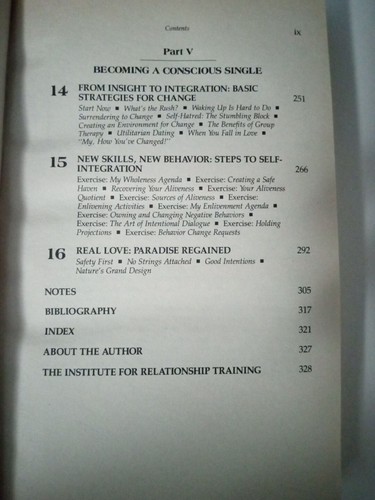 Contents
ix
Part V
BECOMING A CONSCIOUS SINGLE
14 FROM INSIGHT TO INTEGRATION: BASIC
STRATEGIES FOR CHANGE 251
Start Now ■ What's the Rush? ■ Waking Up Is Hard to Do ■
Surrendering to Change ■ Self-Hatred: The Stumbling Block ■
Creating an Environment for Change ■ The Benefits of Group
Therapy ■ Utilitarian Dating ■ When You Fall in Love ■
"My, How You've Changed!"
15 NEW SKILLS, NEW BEHAVIOR: STEPS TO SELF-
INTEGRATION 266
Exercise: My Wholeness Agenda ■ Exercise: Creating a Safe
Haven ■ Recovering Your Aliveness ■ Exercise: Your Aliveness
Quotient ■ Exercise: Sources of Aliveness ■ Exercise:
Enlivening Activities ■ Exercise: My Enlivenment Agenda ■
Exercise: Owning and Changing Negative Behaviors ■
Exercise: The Art of Intentional Dialogue ■ Exercise: Holding
Projections ■ Exercise: Behavior Change Requests
16 REAL LOVE: PARADISE REGAINED 292
Safety First ■ No Strings Attached ■ Good Intentions ■
Nature's Grand Design
NOTES 305
BIBLIOGRAPHY 317
INDEX 321
ABOUT THE AUTHOR 327
THE INSTITUTE FOR RELATIONSHIP TRAINING 328